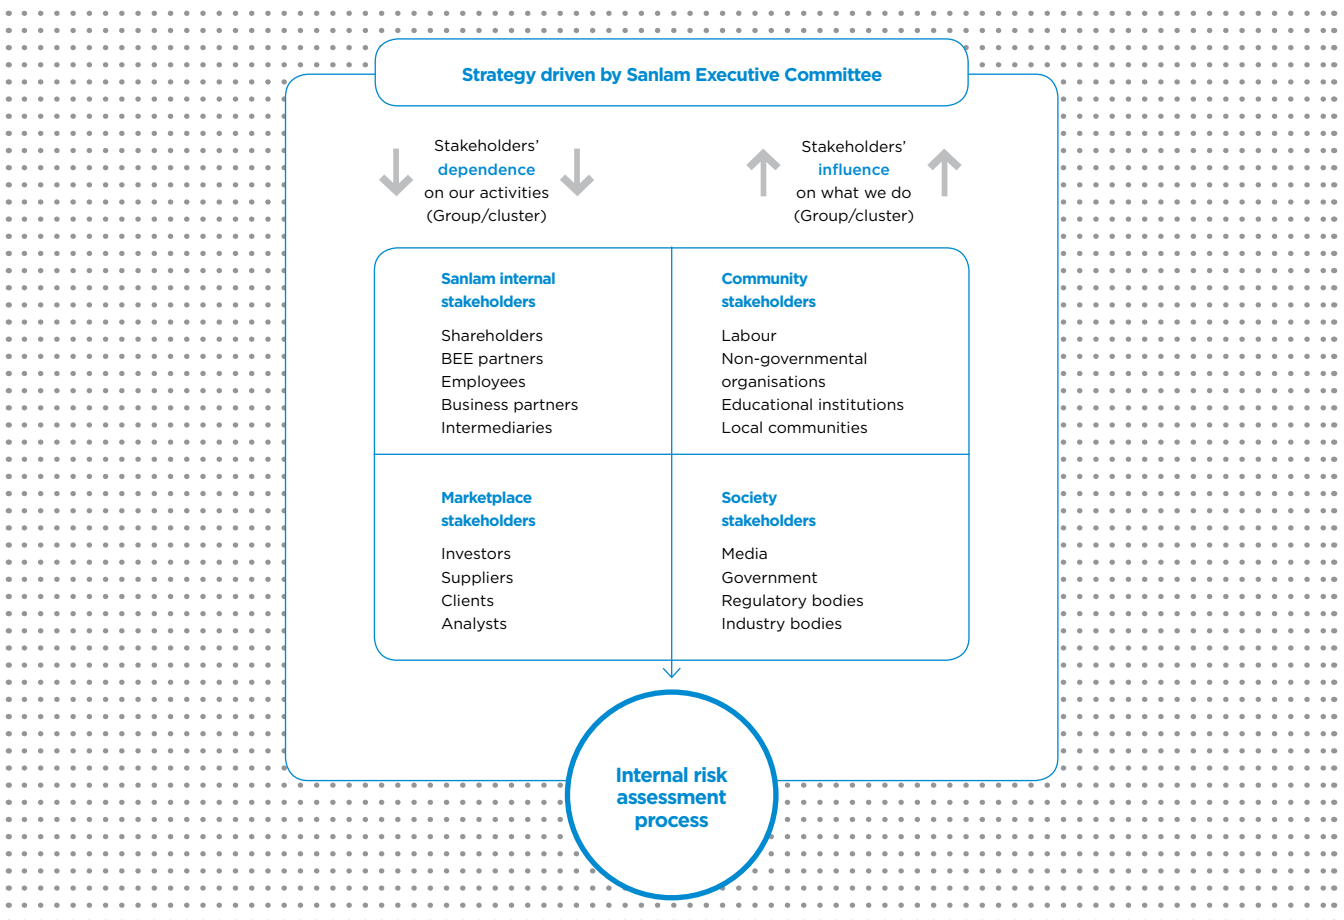 Strategy driven by Sanlam Executive Committee
Stakeholders’
dependence
on our activities
(Group/cluster)
Stakeholders’
influence
on what we do
(Group/cluster)
Sanlam internal
stakeholders
Shareholders
BEE partners
Employees
Business partners
Intermediaries
Community
stakeholders
Labour
Non-governmental
organisations
Educational institutions
Local communities
Marketplace
stakeholders
Investors
Suppliers
Clients
Analysts
Society
stakeholders
Media
Government
Regulatory bodies
Industry bodies
Internal risk
assessment
process